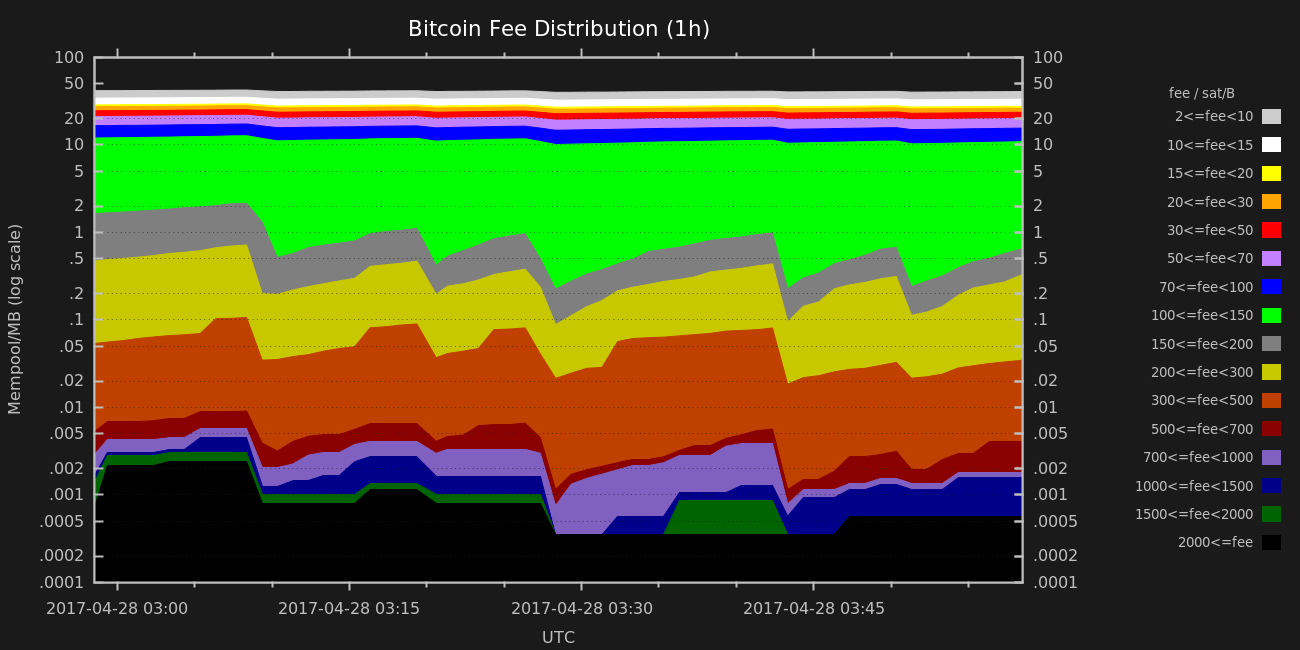 Bitcoin Fee Distribution (1h)
100 100
50 50
20 20
10 10
5 5
2 2
1 1
.5 .5
.2 .2
.1 .1
.05 .05
.02 .02
.01 .01
.005 .005
.002 .002
.001 .001
.0005 .0005
.0002 .0002
.0001 .0001
Mempool/MB (log scale)
2017-04-28 03:00 2017-04-28 03:15 2017-04-28 03:30 2017-04-28 03:45
UTC
fee / sat/B
2<=fee<10
10<=fee<15
15<=fee<20
20<=fee<30
30<=fee<50
50<=fee<70
70<=fee<100
100<=fee<150
150<=fee<200
200<=fee<300
300<=fee<500
500<=fee<700
700<=fee<1000
1000<=fee<1500
1500<=fee<2000
2000<=fee